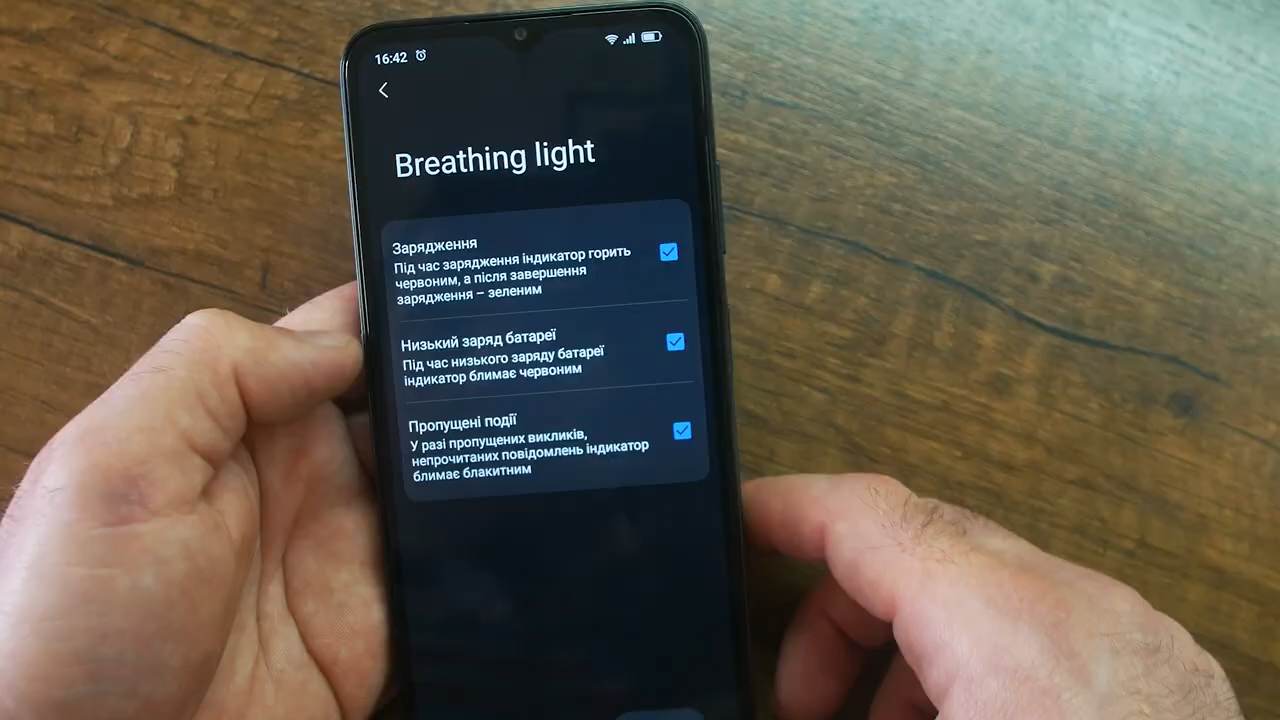 16:42
Breathing light
Зарядження
Під час зарядження індикатор горить
червоним, а після завершення
зарядження – зеленим
Низький заряд батареї
Під час низького заряду батареї
індикатор блимає червоним
Пропущені події
У разі пропущених викликів,
непрочитаних повідомлень індикатор
блимає блакитним